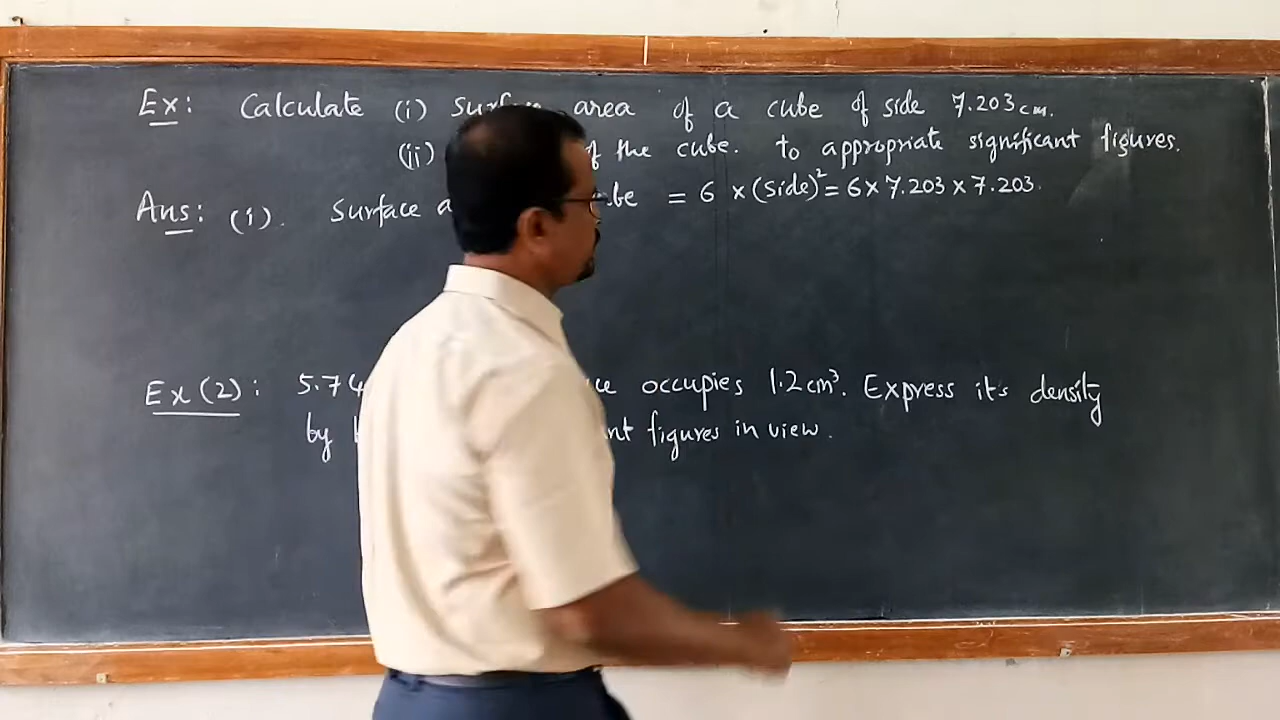 Ex: Calculate (i) Surface area of a cube of side 7.203 cm.
(ii) of the cube. to appropriate significant figures.
Ans: (i). Surface = 6 × (Side)² = 6 × 7.203 × 7.203.
Ex (2): 5.74 occupies 1.2 cm³. Express its density
by figures in view.